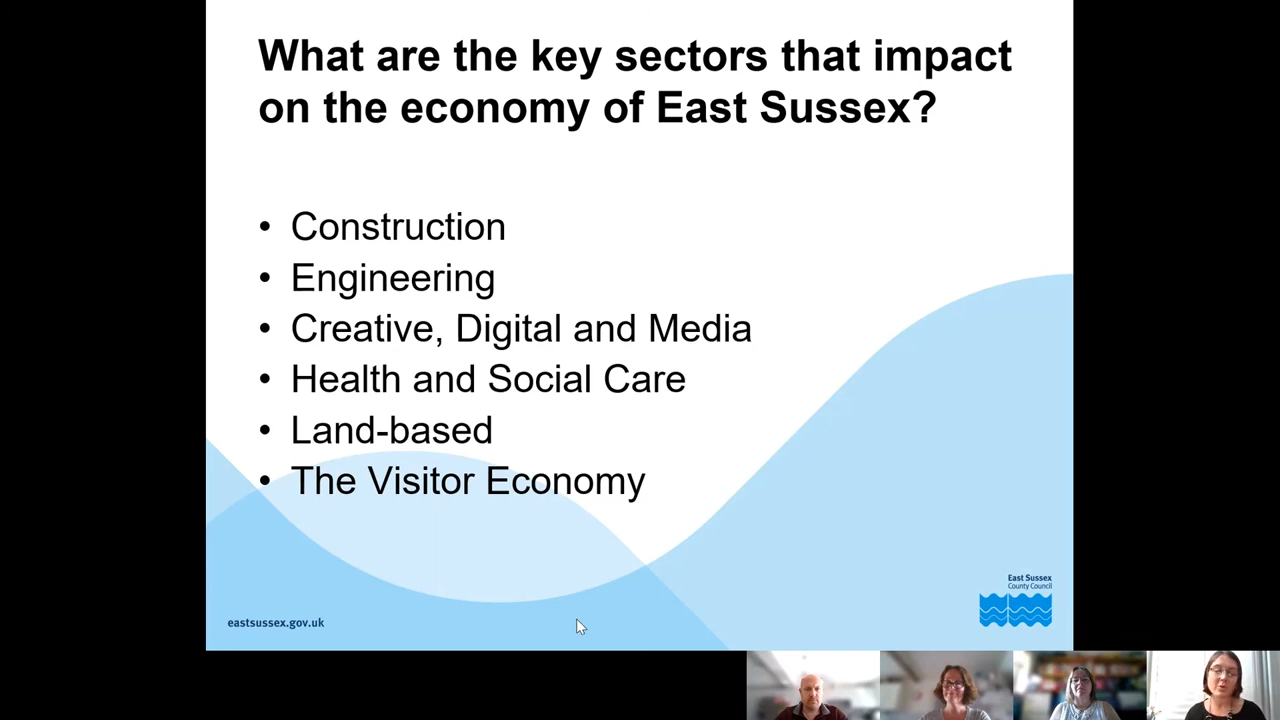 What are the key sectors that impact
on the economy of East Sussex?
• Construction
• Engineering
• Creative, Digital and Media
• Health and Social Care
• Land-based
• The Visitor Economy
eastsussex.gov.uk
East Sussex
County Council